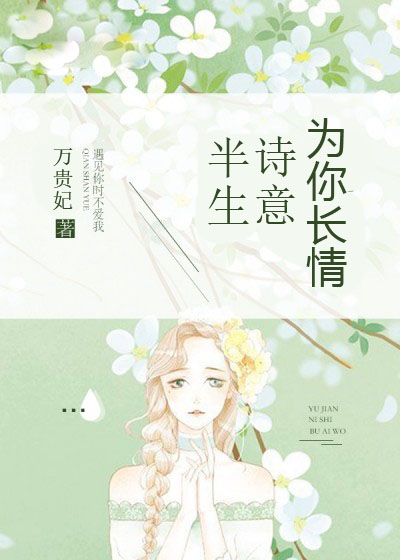 为你长情
诗意
半生
遇见你时不爱我
QIAN SHAN YUE
万贵妃 著
...
YU JIAN
NI SHI
BU AI WO